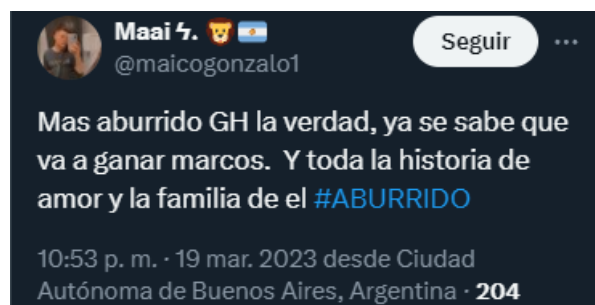 Maai ϟ. 🦁🇦🇷
@maicogonzalo1
Seguir
Mas aburrido GH la verdad, ya se sabe que
va a ganar marcos.  Y toda la historia de
amor y la familia de el #ABURRIDO
10:53 p. m. · 19 mar. 2023 desde Ciudad
Autónoma de Buenos Aires, Argentina · 204